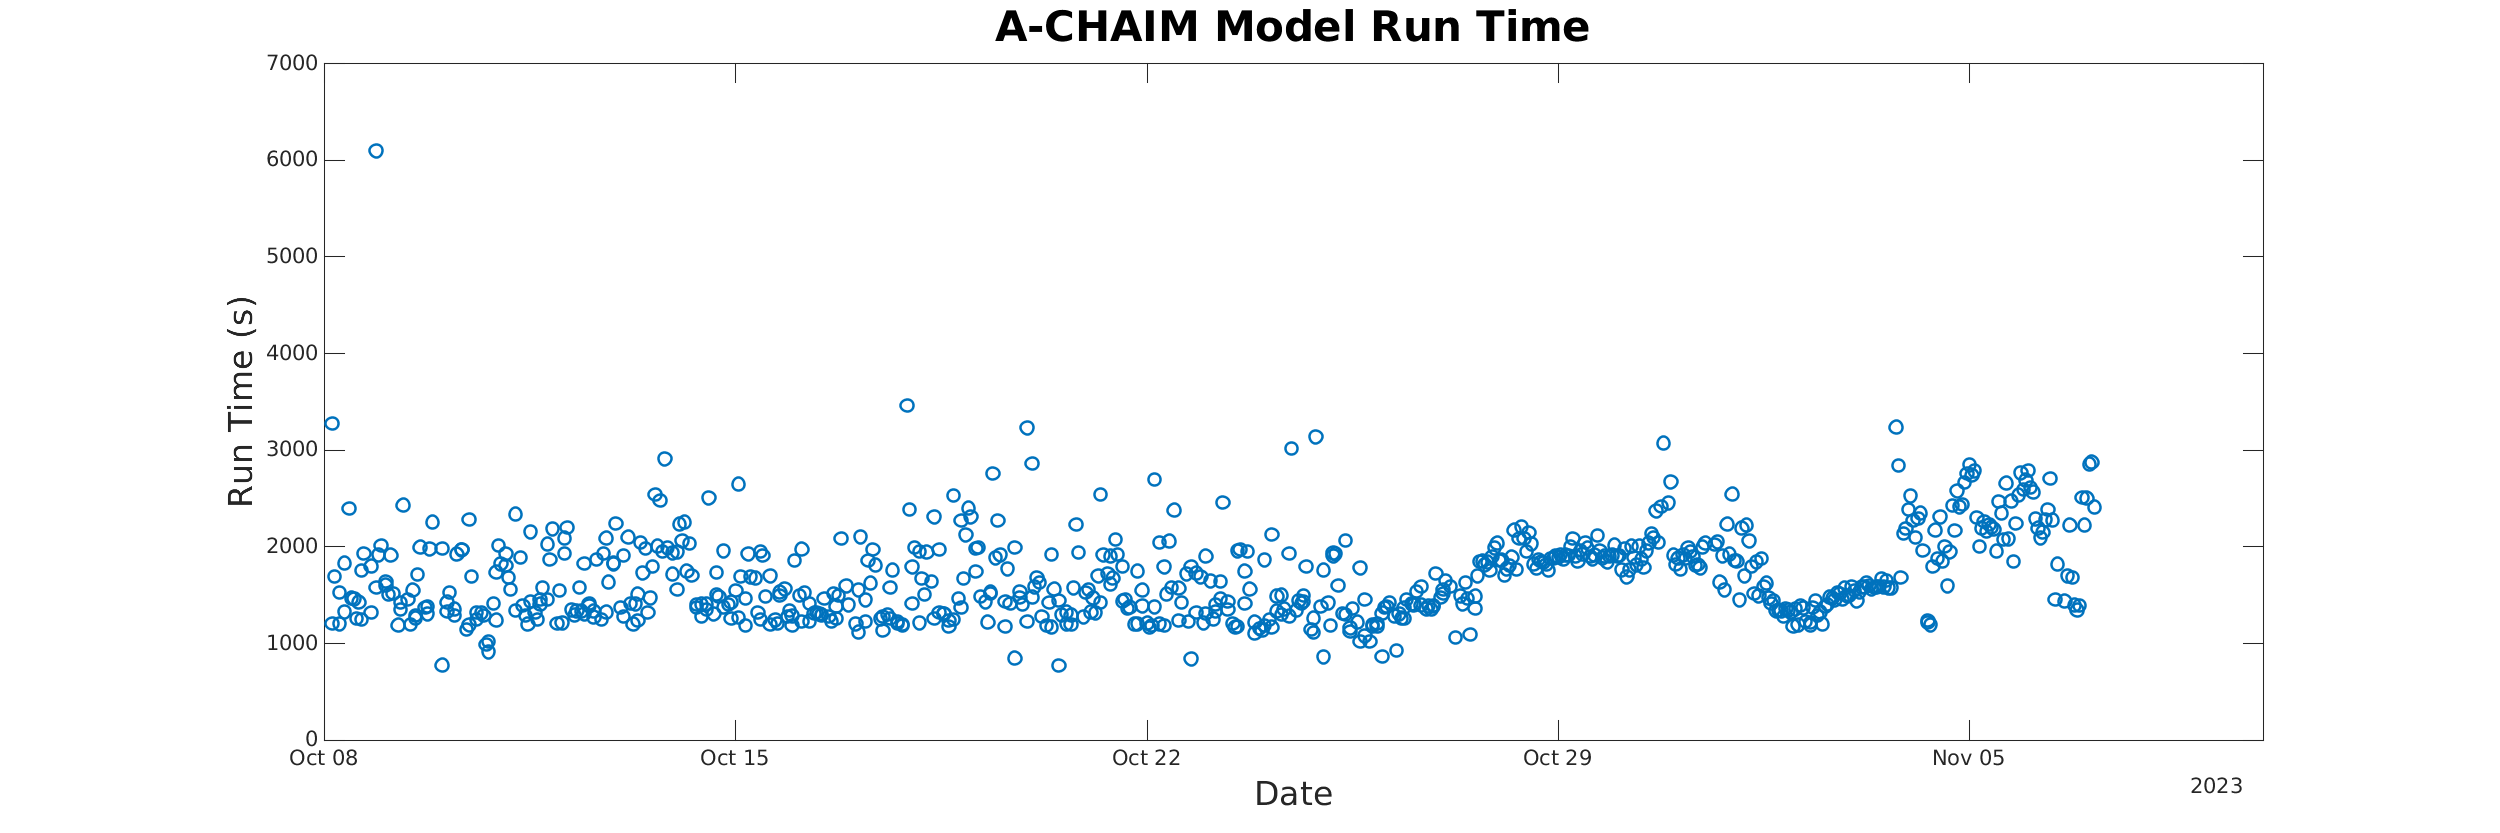 A-CHAIM Model Run Time
7000
6000
5000
4000
3000
2000
1000
0
Run Time (s)
Oct 08
Oct 15
Oct 22
Oct 29
Nov 05
Date
2023